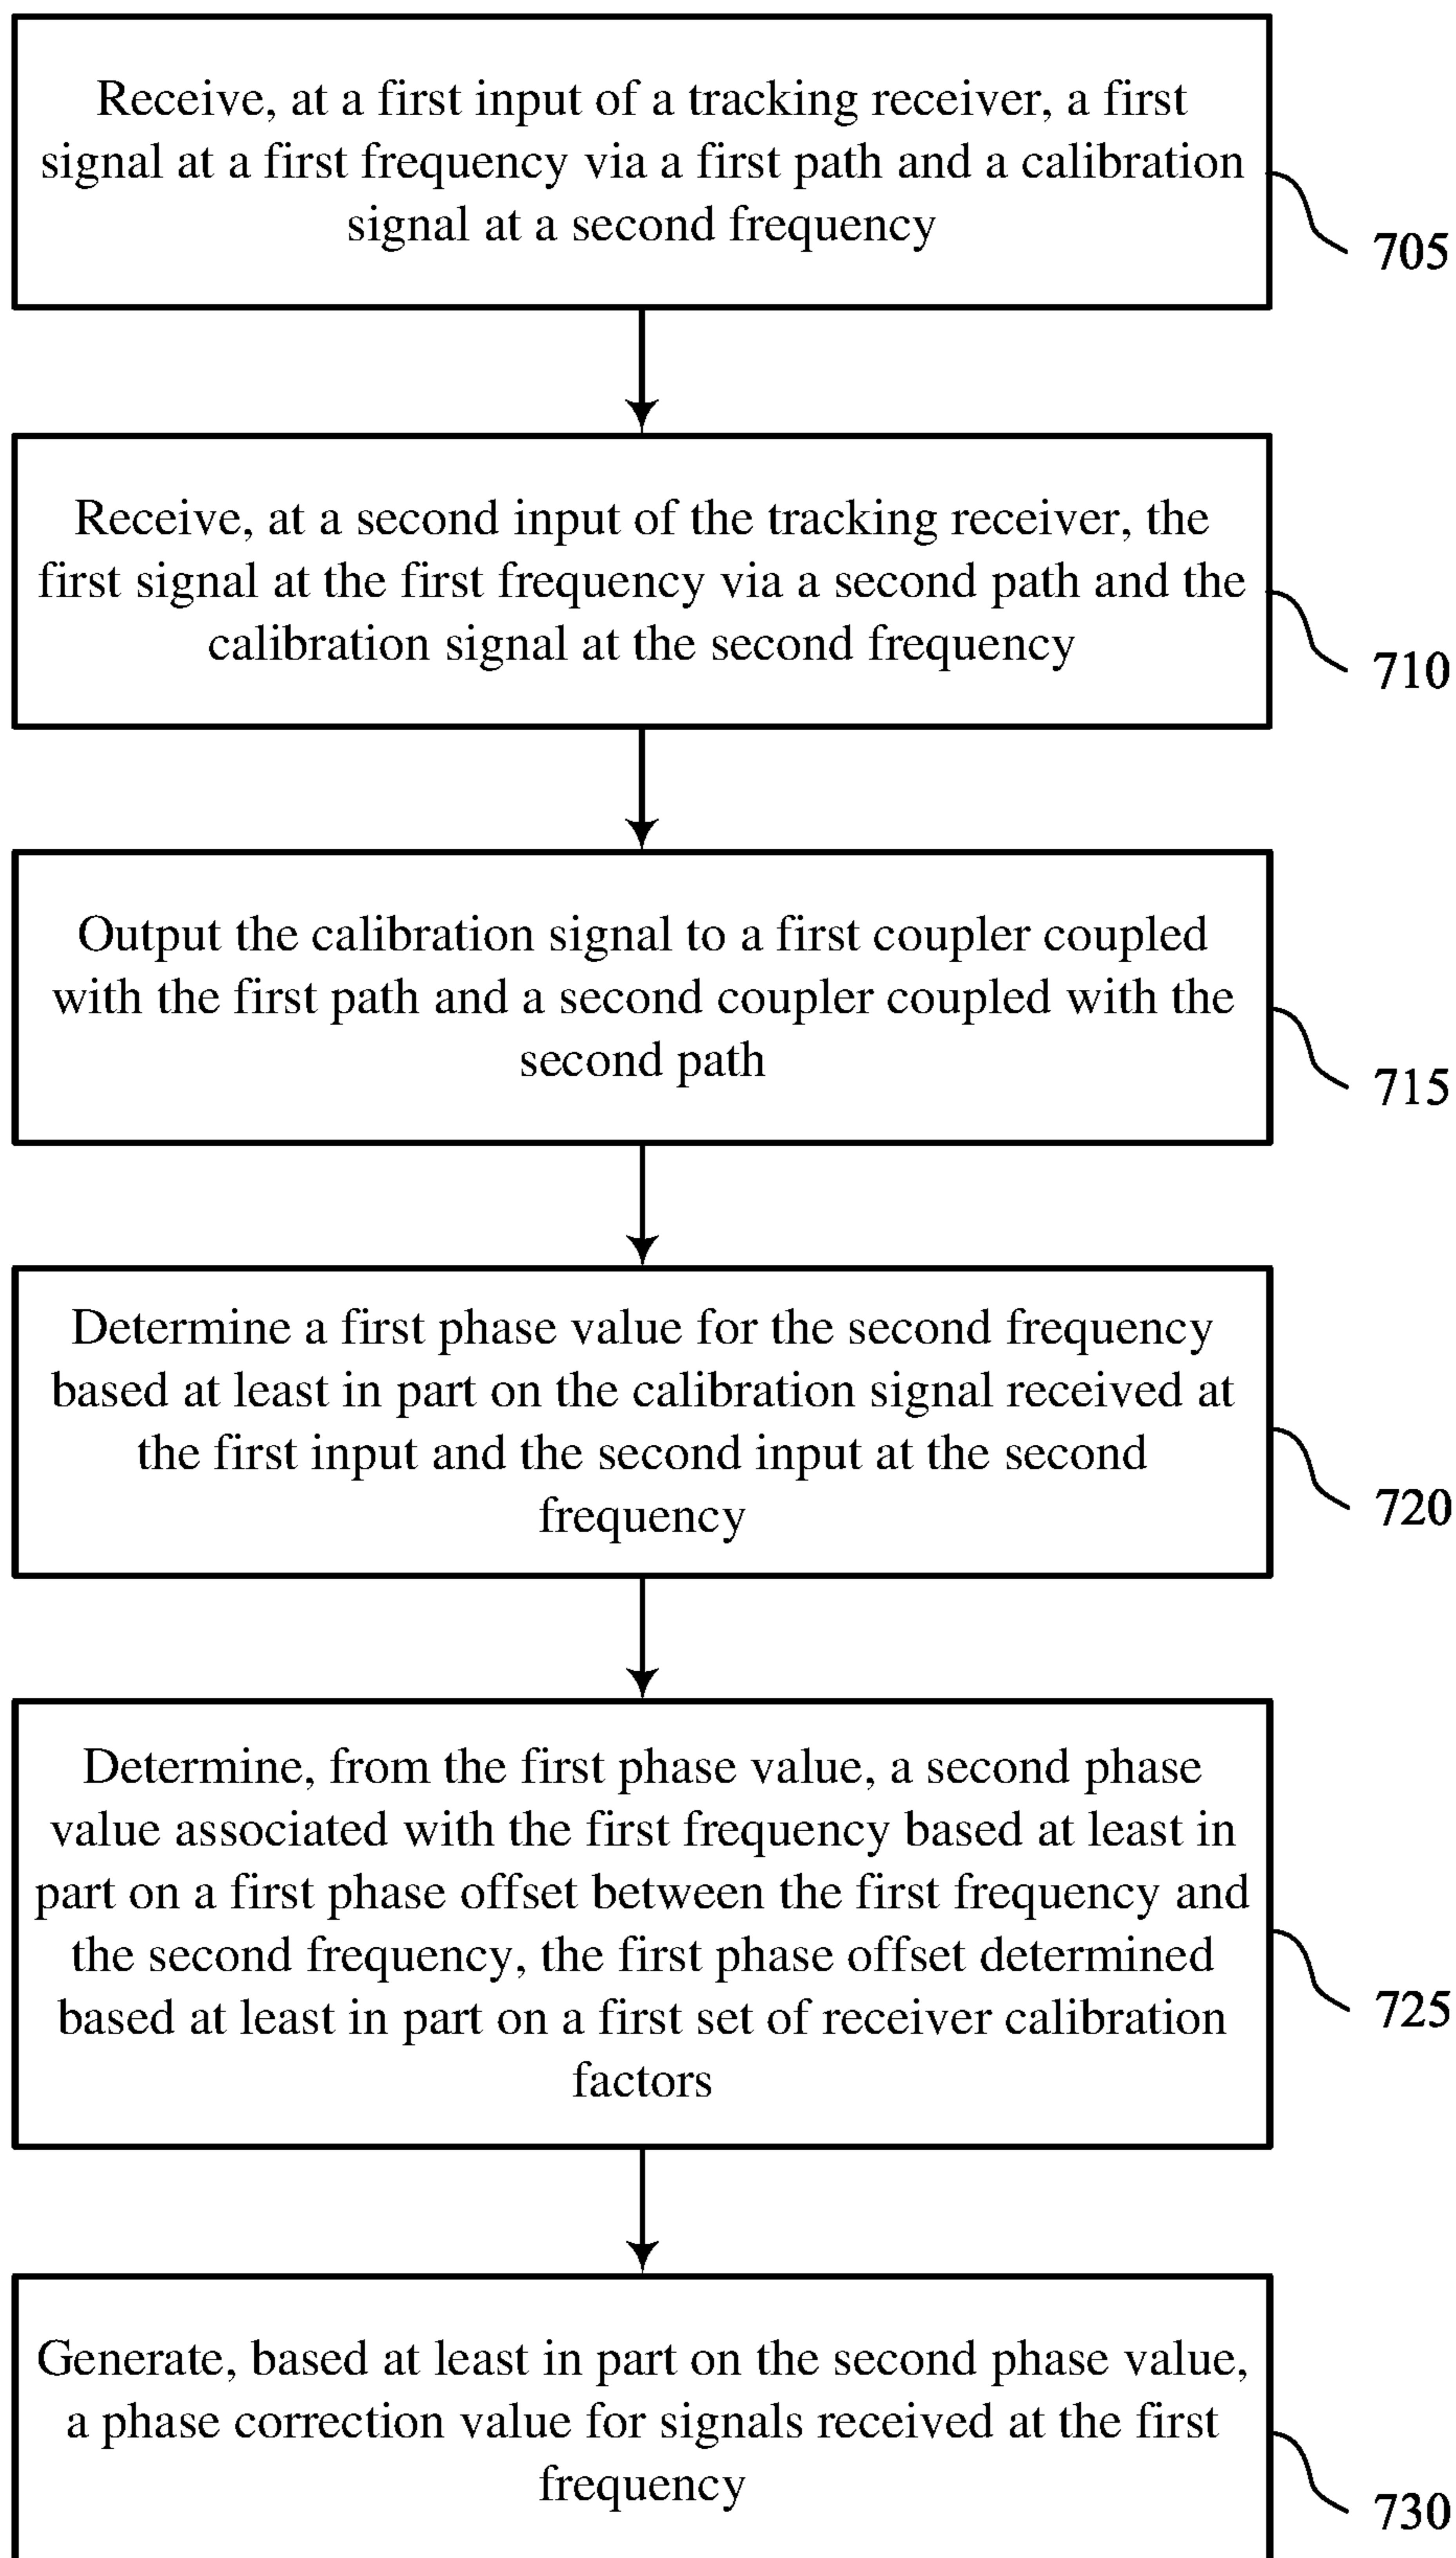 Receive, at a first input of a tracking receiver, a first
signal at a first frequency via a first path and a calibration
signal at a second frequency
705
Receive, at a second input of the tracking receiver, the
first signal at the first frequency via a second path and the
calibration signal at the second frequency
710
Output the calibration signal to a first coupler coupled
with the first path and a second coupler coupled with the
second path
715
Determine a first phase value for the second frequency
based at least in part on the calibration signal received at
the first input and the second input at the second
frequency
720
Determine, from the first phase value, a second phase
value associated with the first frequency based at least in
part on a first phase offset between the first frequency and
the second frequency, the first phase offset determined
based at least in part on a first set of receiver calibration
factors
725
Generate, based at least in part on the second phase value,
a phase correction value for signals received at the first
frequency
730